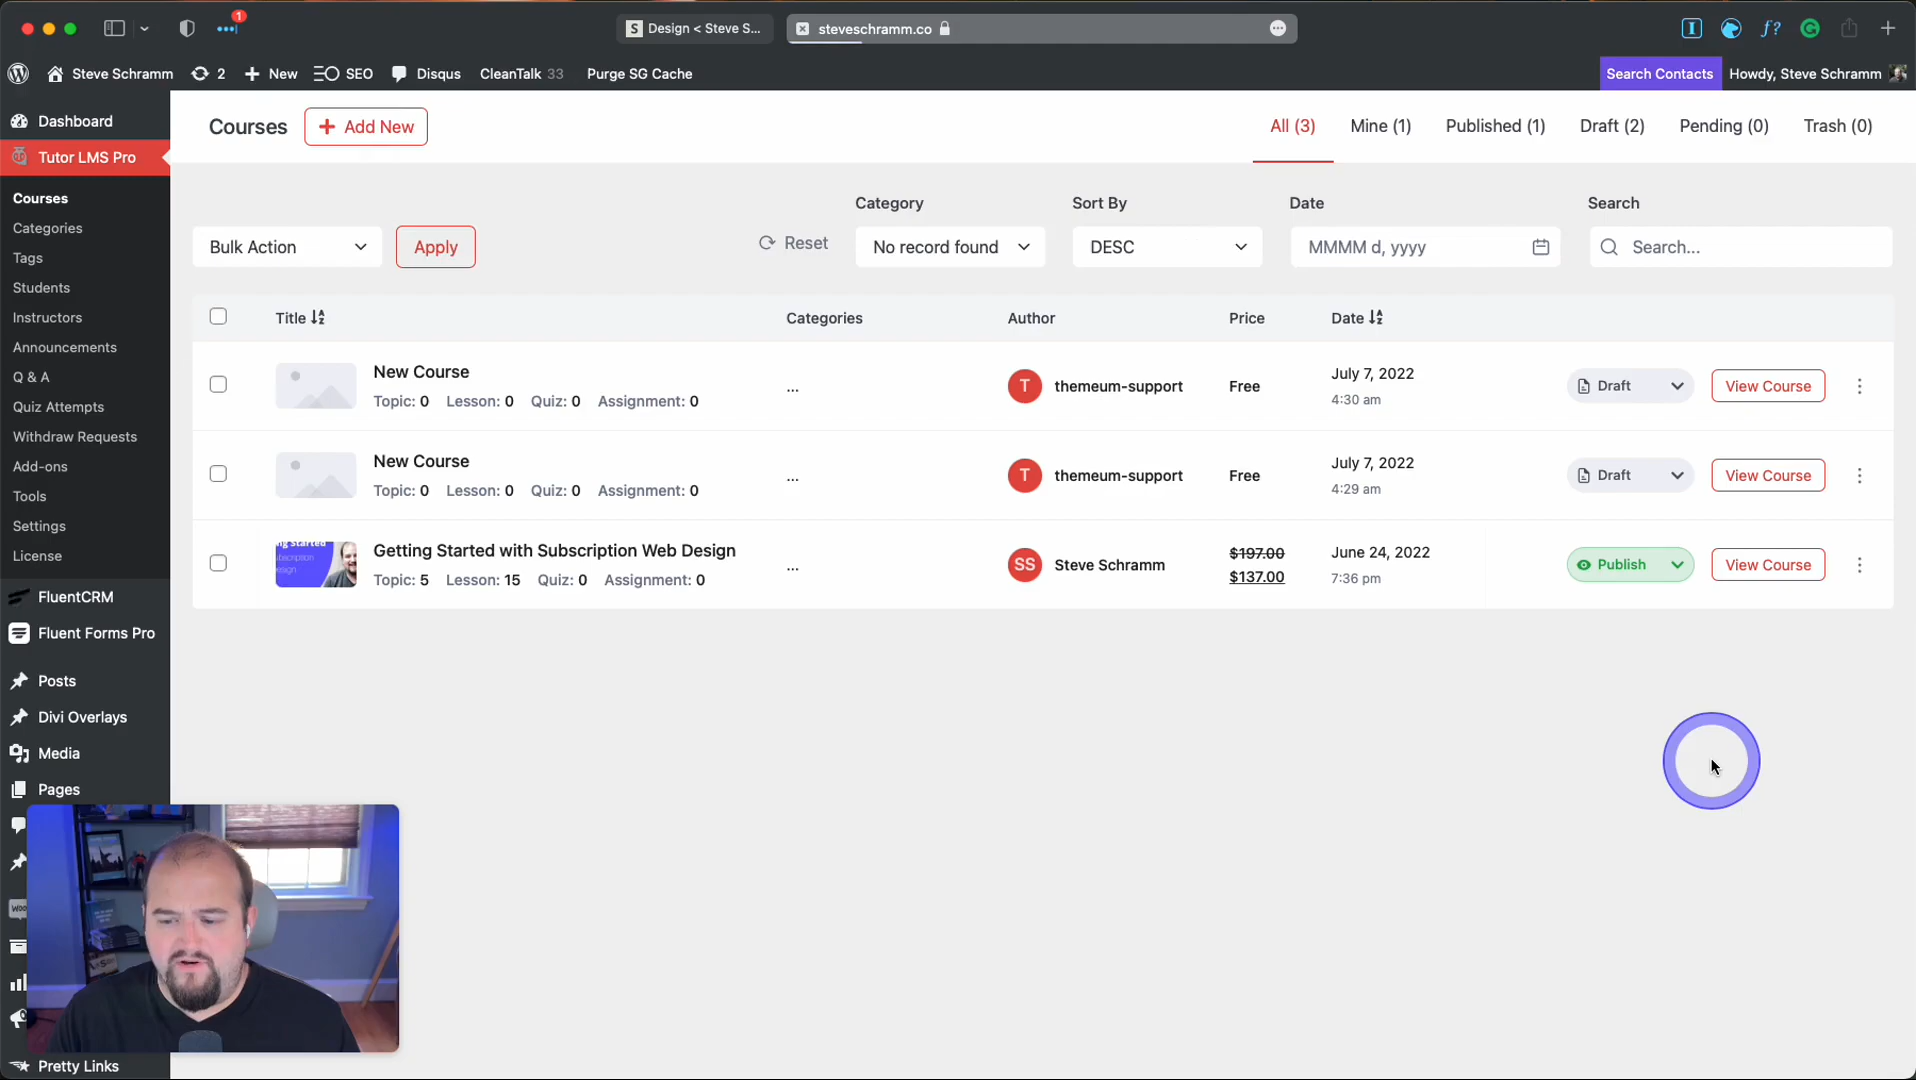 1
Design < Steve S...
steveschramm.co
Steve Schramm
2
New
SEO
Disqus
CleanTalk 33
Purge SG Cache
Search Contacts
Howdy, Steve Schramm
Dashboard
Tutor LMS Pro
Courses
Categories
Tags
Students
Instructors
Announcements
Q & A
Quiz Attempts
Withdraw Requests
Add-ons
Tools
Settings
License
FluentCRM
Fluent Forms Pro
Posts
Divi Overlays
Media
Pages
Pretty Links
Courses
+ Add New
All (3)
Mine (1)
Published (1)
Draft (2)
Pending (0)
Trash (0)
Category
Sort By
Date
Search
Bulk Action
Apply
Reset
No record found
DESC
MMMM d, yyyy
Search...
Title
Categories
Author
Price
Date
New Course
Topic: 0 Lesson: 0 Quiz: 0 Assignment: 0
...
T
themeum-support
Free
July 7, 2022
4:30 am
Draft
View Course
New Course
Topic: 0 Lesson: 0 Quiz: 0 Assignment: 0
...
T
themeum-support
Free
July 7, 2022
4:29 am
Draft
View Course
Getting Started with Subscription Web Design
Topic: 5 Lesson: 15 Quiz: 0 Assignment: 0
...
SS
Steve Schramm
$197.00
$137.00
June 24, 2022
7:36 pm
Publish
View Course